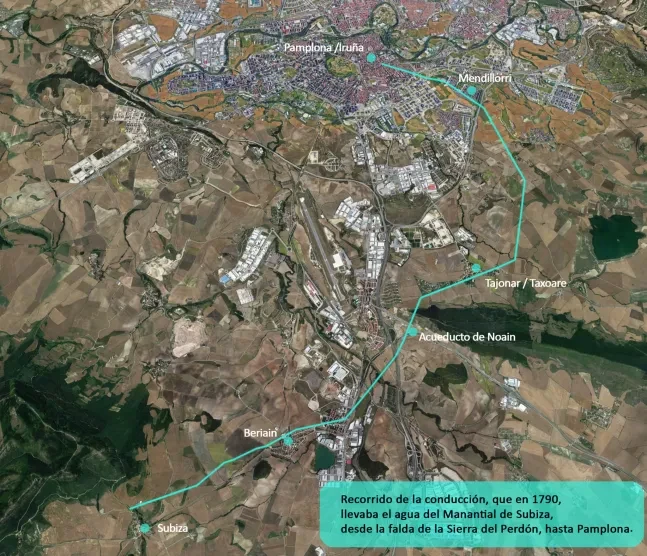 Pamplona /Iruña
Mendillorri
Tajonar / Taxoare
Acueducto de Noain
Beriain
Subiza
Recorrido de la conducción, que en 1790,
llevaba el agua del Manantial de Subiza,
desde la falda de la Sierra del Perdón, hasta Pamplona.